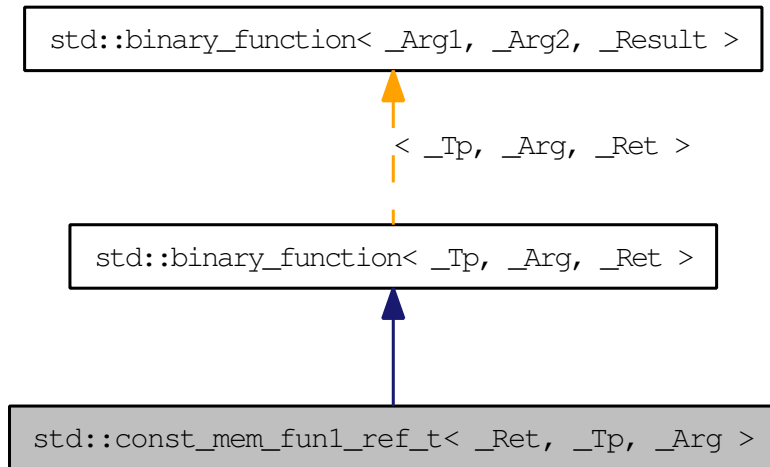 std::binary_function< _Arg1, _Arg2, _Result >
< _Tp, _Arg, _Ret >
std::binary_function< _Tp, _Arg, _Ret >
std::const_mem_fun1_ref_t< _Ret, _Tp, _Arg >